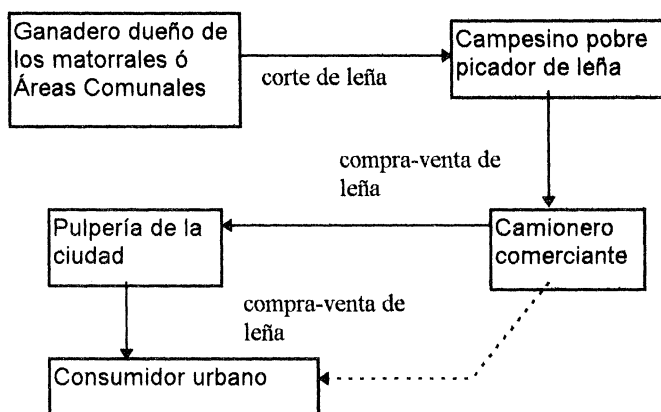 Ganadero dueño de
los matorrales ó
Áreas Comunales
corte de leña
Campesino pobre
picador de leña
compra-venta de
leña
Camionero
comerciante
Pulpería de la
ciudad
compra-venta de
leña
Consumidor urbano